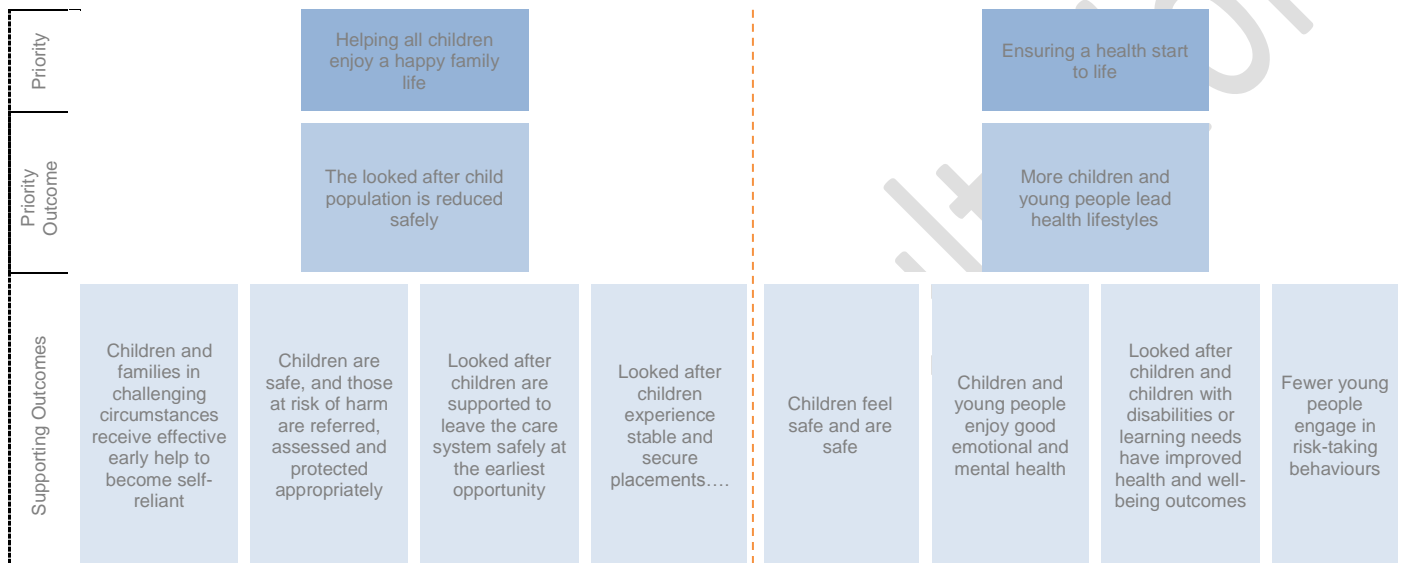 Priority
Helping all children
enjoy a happy family
life
Ensuring a health start
to life
Priority
Outcome
The looked after child
population is reduced
safely
More children and
young people lead
health lifestyles
Supporting Outcomes
Children and
families in
challenging
circumstances
receive effective
early help to
become self-
reliant
Children are
safe, and those
at risk of harm
are referred,
assessed and
protected
appropriately
Looked after
children are
supported to
leave the care
system safely at
the earliest
opportunity
Looked after
children
experience
stable and
secure
placements….
Children feel
safe and are
safe
Children and
young people
enjoy good
emotional and
mental health
Looked after
children and
children with
disabilities or
learning needs
have improved
health and well-
being outcomes
Fewer young
people
engage in
risk-taking
behaviours